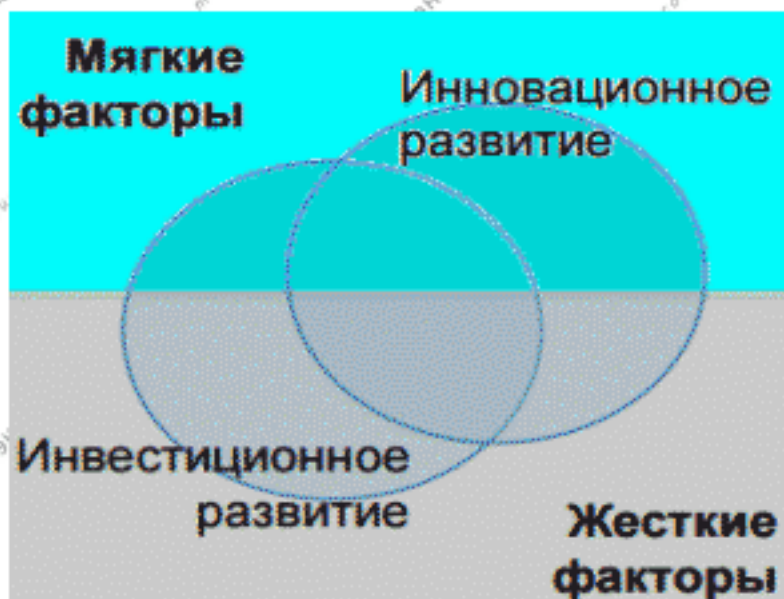 Мягкие
факторы
Инновационное
развитие
Инвестиционное
развитие
Жесткие
факторы